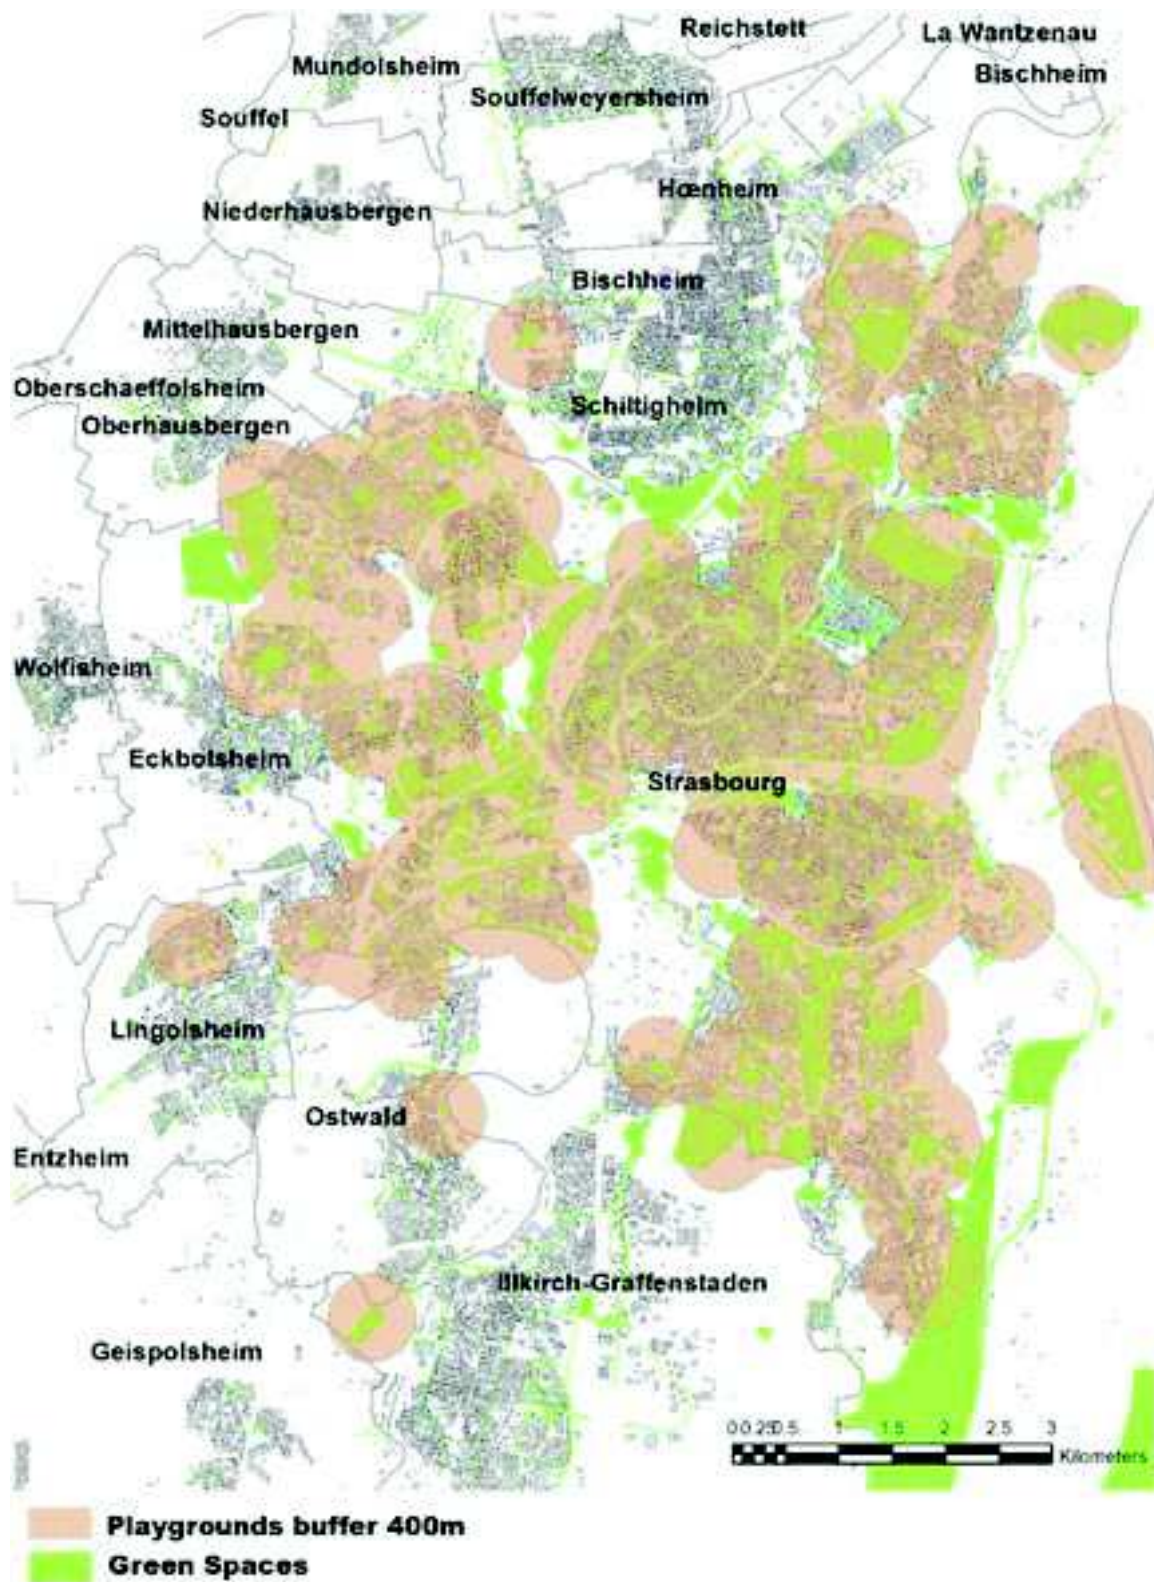 Reichstett
La Wantzenau
Mundolsheim
Bischheim
Souffelweyersheim
Souffel
Hœnheim
Niederhausbergen
Bischheim
Mittelhausbergen
Oberschaeffolsheim
Schiltigheim
Oberhausbergen
Wolfisheim
Eckbolsheim
Strasbourg
Lingolsheim
Ostwald
Entzheim
Illkirch-Graffenstaden
Geispolsheim
0 0.25 0.5 1 1.5 2 2.5 3
Kilometers
Playgrounds buffer 400m
Green Spaces